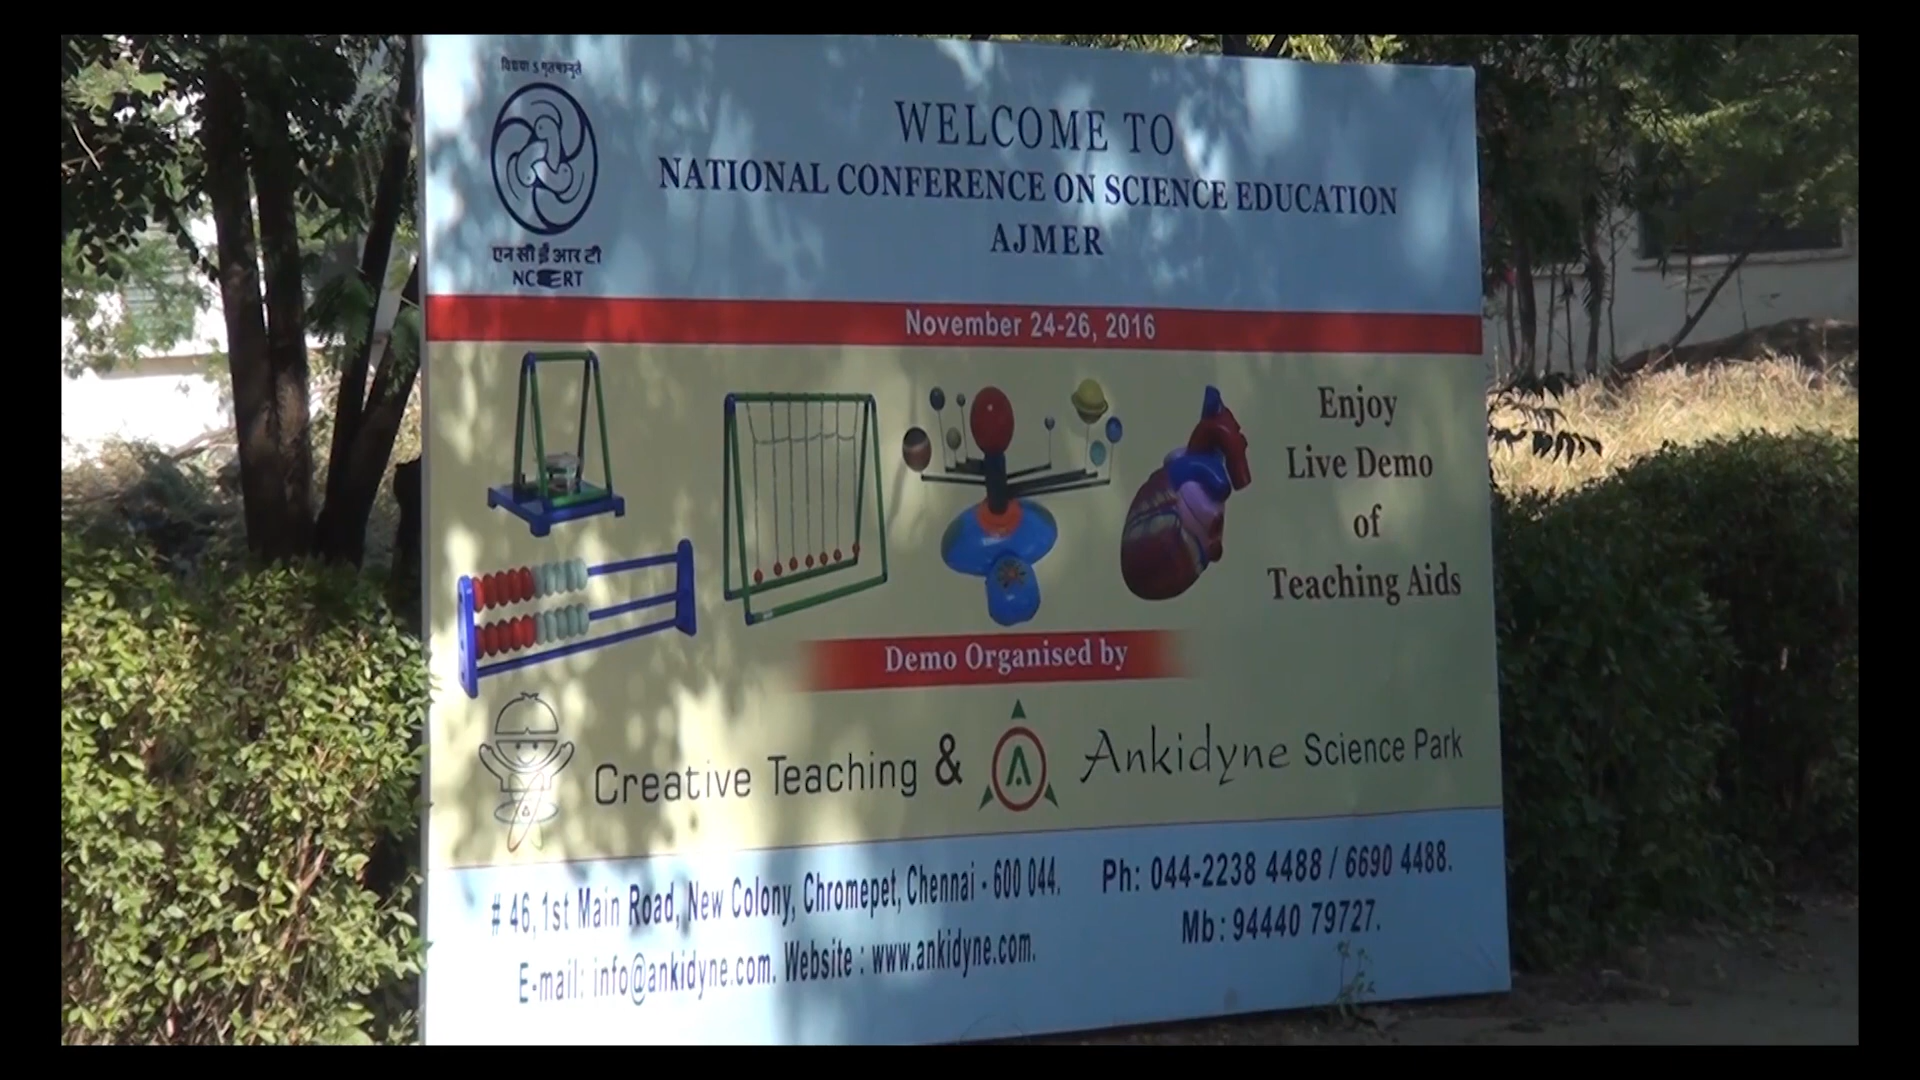 एन सी ई आर टी
NCERT
WELCOME TO
NATIONAL CONFERENCE ON SCIENCE EDUCATION
AJMER
November 24-26, 2016
Enjoy
Live Demo
of
Teaching Aids
Demo Organised by
Creative Teaching & Ankidyne Science Park
# 46, 1st Main Road, New Colony, Chromepet, Chennai - 600 044.
E-mail: info@ankidyne.com. Website : www.ankidyne.com.
Ph: 044-2238 4488 / 6690 4488.
Mb: 94440 79727.